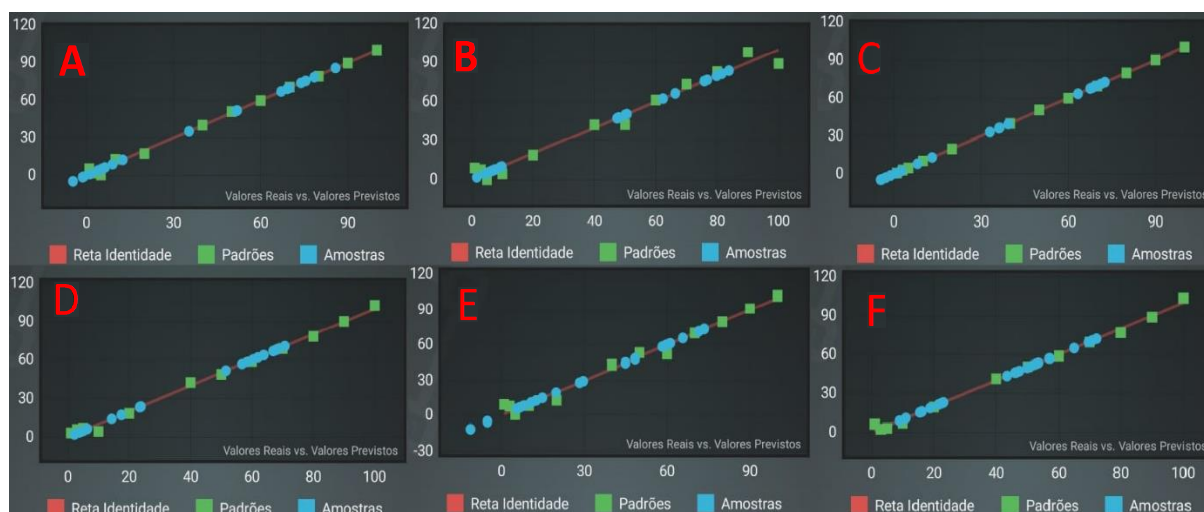 A
120
90
60
30
0
Valores Reais vs. Valores Previstos
0 30 60 90
Reta Identidade Padrões Amostras
B
120
90
60
30
0
Valores Reais vs. Valores Previstos
0 20 40 60 80 100
Reta Identidade Padrões Amostras
C
120
90
60
30
0
Valores Reais vs. Valores Previstos
0 30 60 90
Reta Identidade Padrões Amostras
D
120
90
60
30
0
Valores Reais vs. Valores Previstos
0 20 40 60 80 100
Reta Identidade Padrões Amostras
E
120
90
60
30
0
-30
Valores Reais vs. Valores Previstos
0 30 60 90
Reta Identidade Padrões Amostras
F
120
90
60
30
0
Valores Reais vs. Valores Previstos
0 20 40 60 80 100
Reta Identidade Padrões Amostras